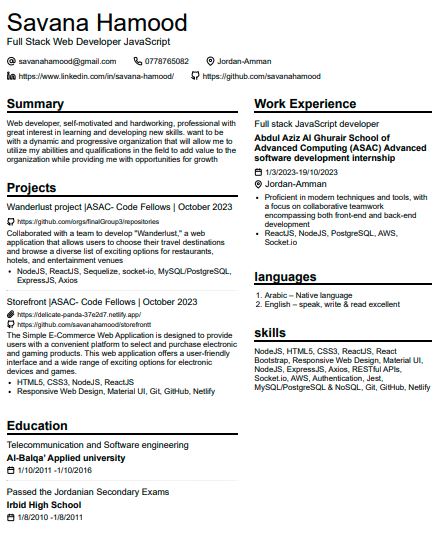 Savana Hamood
Full Stack Web Developer JavaScript
savanahamood@gmail.com 0778765082 Jordan-Amman
https://www.linkedin.com/in/savana-hamood/ https://github.com/savanahamood
Summary
Web developer, self-motivated and hardworking, professional with
great interest in learning and developing new skills. want to be
with a dynamic and progressive organization that will allow me to
utilize my abilities and qualifications in the field to add value to
the organization while providing me with opportunities for growth
Projects
Wanderlust project |ASAC- Code Fellows | October 2023
https://github.com/orgs/finalGroup3/repositories
Collaborated with a team to develop "Wanderlust," a web
application that allows users to choose their travel destinations
and browse a diverse list of exciting options for restaurants,
hotels, and entertainment venues
• NodeJS, ReactJS, Sequelize, socket-io, MySQL/PostgreSQL,
ExpressJS, Axios
Storefront |ASAC- Code Fellows | October 2023
https://delicate-panda-37e2d7.netlify.app/
https://github.com/savanahamood/storefrontt
The Simple E-Commerce Web Application is designed to provide
users with a convenient platform to select and purchase electronic
and gaming products. This web application offers a user-friendly
interface and a wide range of exciting options for electronic
devices and games.
• HTML5, CSS3, NodeJS, ReactJS
• Responsive Web Design, Material UI, Git, GitHub, Netlify
Education
Telecommunication and Software engineering
Al-Balqa' Applied university
1/10/2011 -1/10/2016
Passed the Jordanian Secondary Exams
Irbid High School
1/8/2010 -1/8/2011
Work Experience
Full stack JavaScript developer
Abdul Aziz Al Ghurair School of
Advanced Computing (ASAC) Advanced
software development internship
1/3/2023-19/10/2023
Jordan-Amman
• Proficient in modern techniques and tools, with
a focus on collaborative teamwork
encompassing both front-end and back-end
development
• ReactJS, NodeJS, PostgreSQL, AWS,
Socket.io
languages
1. Arabic – Native language
2. English – speak, write & read excellent
skills
NodeJS, HTML5, CSS3, ReactJS, React
Bootstrap, Responsive Web Design, Material UI,
NodeJS, ExpressJS, Axios, RESTful APIs,
Socket.io, AWS, Authentication, Jest,
MySQL/PostgreSQL & NoSQL, Git, GitHub, Netlify